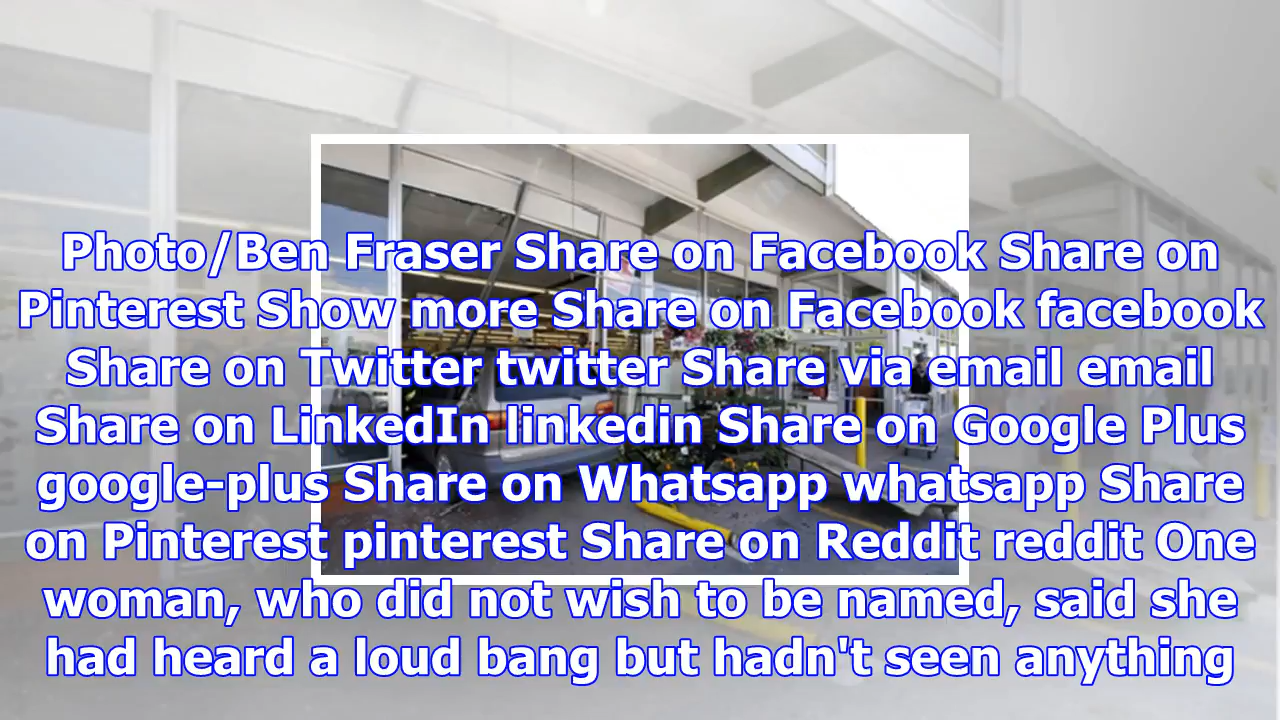 Photo/Ben Fraser Share on Facebook Share on
Pinterest Show more Share on Facebook facebook
Share on Twitter twitter Share via email email
Share on LinkedIn linkedin Share on Google Plus
google-plus Share on Whatsapp whatsapp Share
on Pinterest pinterest Share on Reddit reddit One
woman, who did not wish to be named, said she
had heard a loud bang but hadn't seen anything